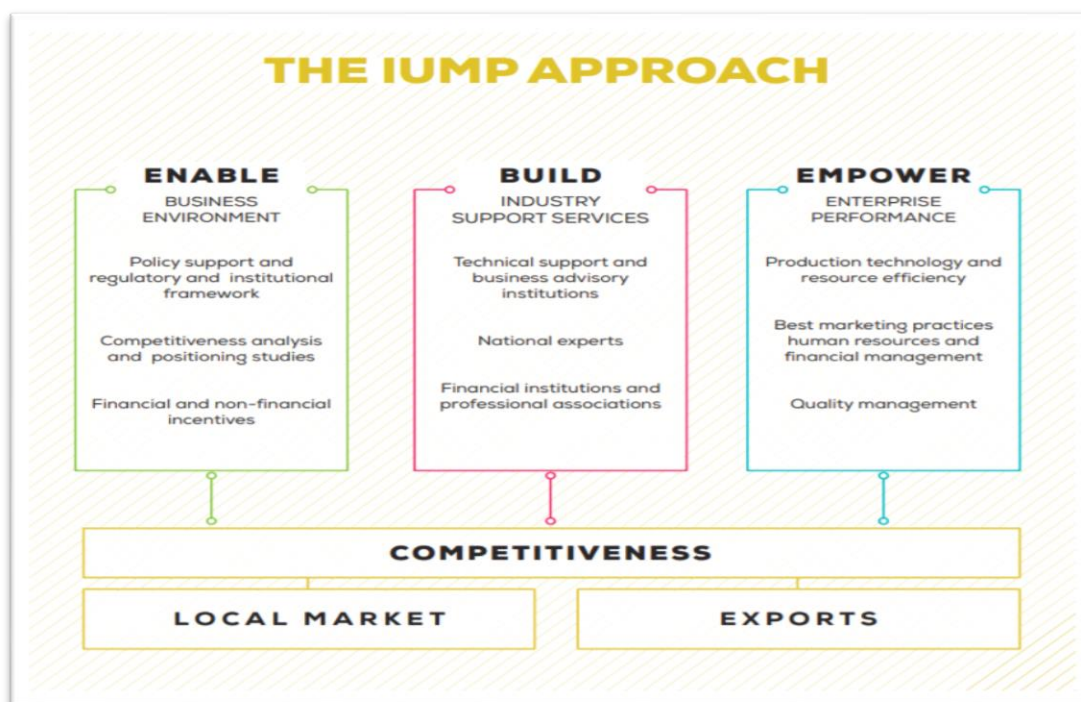 THE IUMP APPROACH
ENABLE
BUSINESS
ENVIRONMENT
Policy support and
regulatory and institutional
framework
Competitiveness analysis
and positioning studies
Financial and non-financial
incentives
BUILD
INDUSTRY
SUPPORT SERVICES
Technical support and
business advisory
institutions
National experts
Financial institutions and
professional associations
EMPOWER
ENTERPRISE
PERFORMANCE
Production technology and
resource efficiency
Best marketing practices
human resources and
financial management
Quality management
COMPETITIVENESS
LOCAL MARKET
EXPORTS